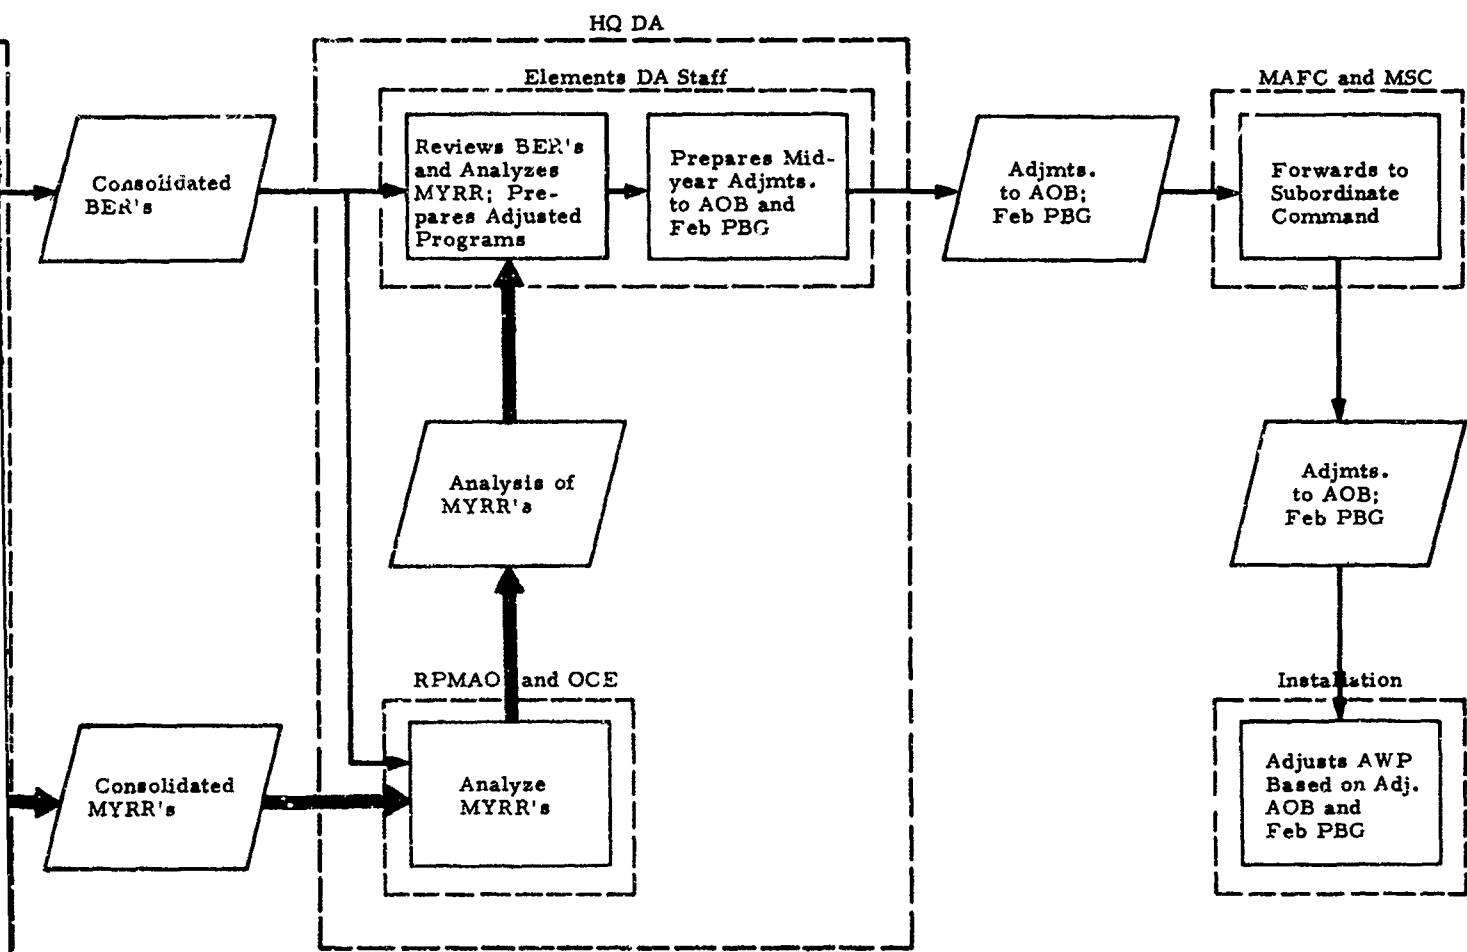 HQ DA
Elements DA Staff
MAFC and MSC
Consolidated
BER's
Reviews BER's
and Analyzes
MYRR; Pre-
pares Adjusted
Programs
Prepares Mid-
year Adjmts.
to AOB and
Feb PBG
Adjmts.
to AOB;
Feb PBG
Forwards to
Subordinate
Command
Analysis of
MYRR's
Adjmts.
to AOB;
Feb PBG
RPMAO and OCE
Installation
Consolidated
MYRR's
Analyze
MYRR's
Adjusts AWP
Based on Adj.
AOB and
Feb PBG